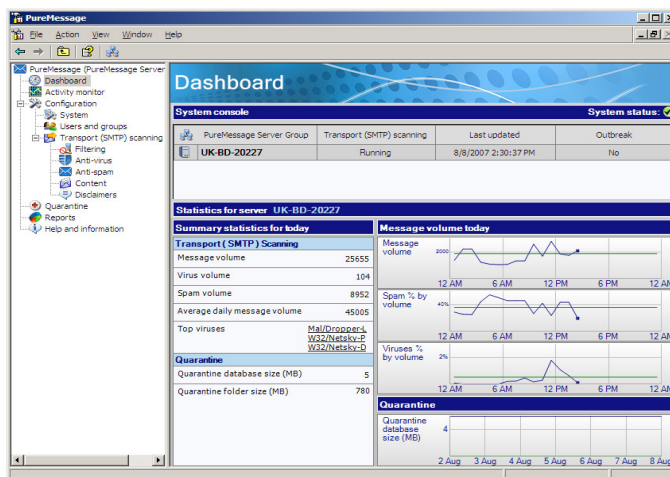 PureMessage
File Action View Window Help
PureMessage (PureMessage Server
Dashboard
Activity monitor
Configuration
System
Users and groups
Transport (SMTP) scanning
Filtering
Anti-virus
Anti-spam
Content
Disclaimers
Quarantine
Reports
Help and information
Dashboard
System console System status:
PureMessage Server Group Transport (SMTP) scanning Last updated Outbreak
UK-BD-20227 Running 8/8/2007 2:30:37 PM No
Statistics for server UK-BD-20227
Summary statistics for today
Transport ( SMTP ) Scanning
Message volume 25655
Virus volume 104
Spam volume 8952
Average daily message volume 45005
Top viruses Mal/Dropper-L
W32/Netsky-P
W32/Netsky-D
Quarantine
Quarantine database size (MB) 5
Quarantine folder size (MB) 780
Message volume today
Message
volume
2000
12 AM 6 AM 12 PM 6 PM 12 AM
Spam % by
volume
40%
12 AM 6 AM 12 PM 6 PM 12 AM
Viruses %
by volume
2%
12 AM 6 AM 12 PM 6 PM 12 AM
Quarantine
Quarantine
database
size (MB)
4
2 Aug 3 Aug 4 Aug 5 Aug 6 Aug 7 Aug 8 Aug